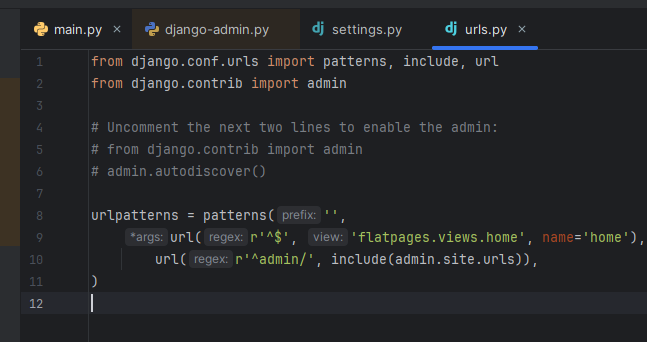 main.py × django-admin.py dj settings.py dj urls.py ×
1 from django.conf.urls import patterns, include, url
2 from django.contrib import admin
3
4 # Uncomment the next two lines to enable the admin:
5 # from django.contrib import admin
6 # admin.autodiscover()
7
8 urlpatterns = patterns( prefix: '',
9 *args: url( regex: r'^$', view: 'flatpages.views.home', name='home'),
10 url( regex: r'^admin/', include(admin.site.urls)),
11 )
12